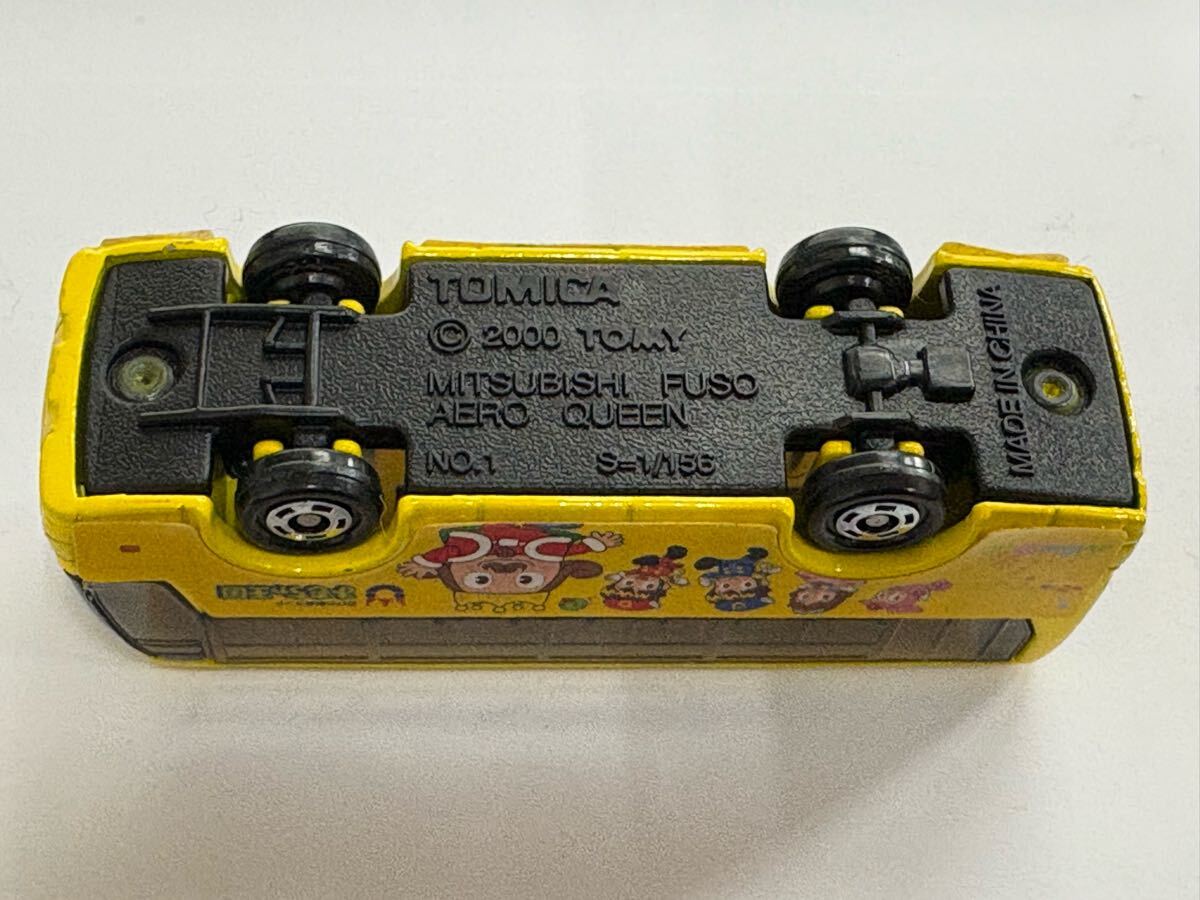 TOMICA
© 2000 TOMY
MITSUBISHI FUSO
AERO QUEEN
NO.1 S=1/156
MADE IN CHINA